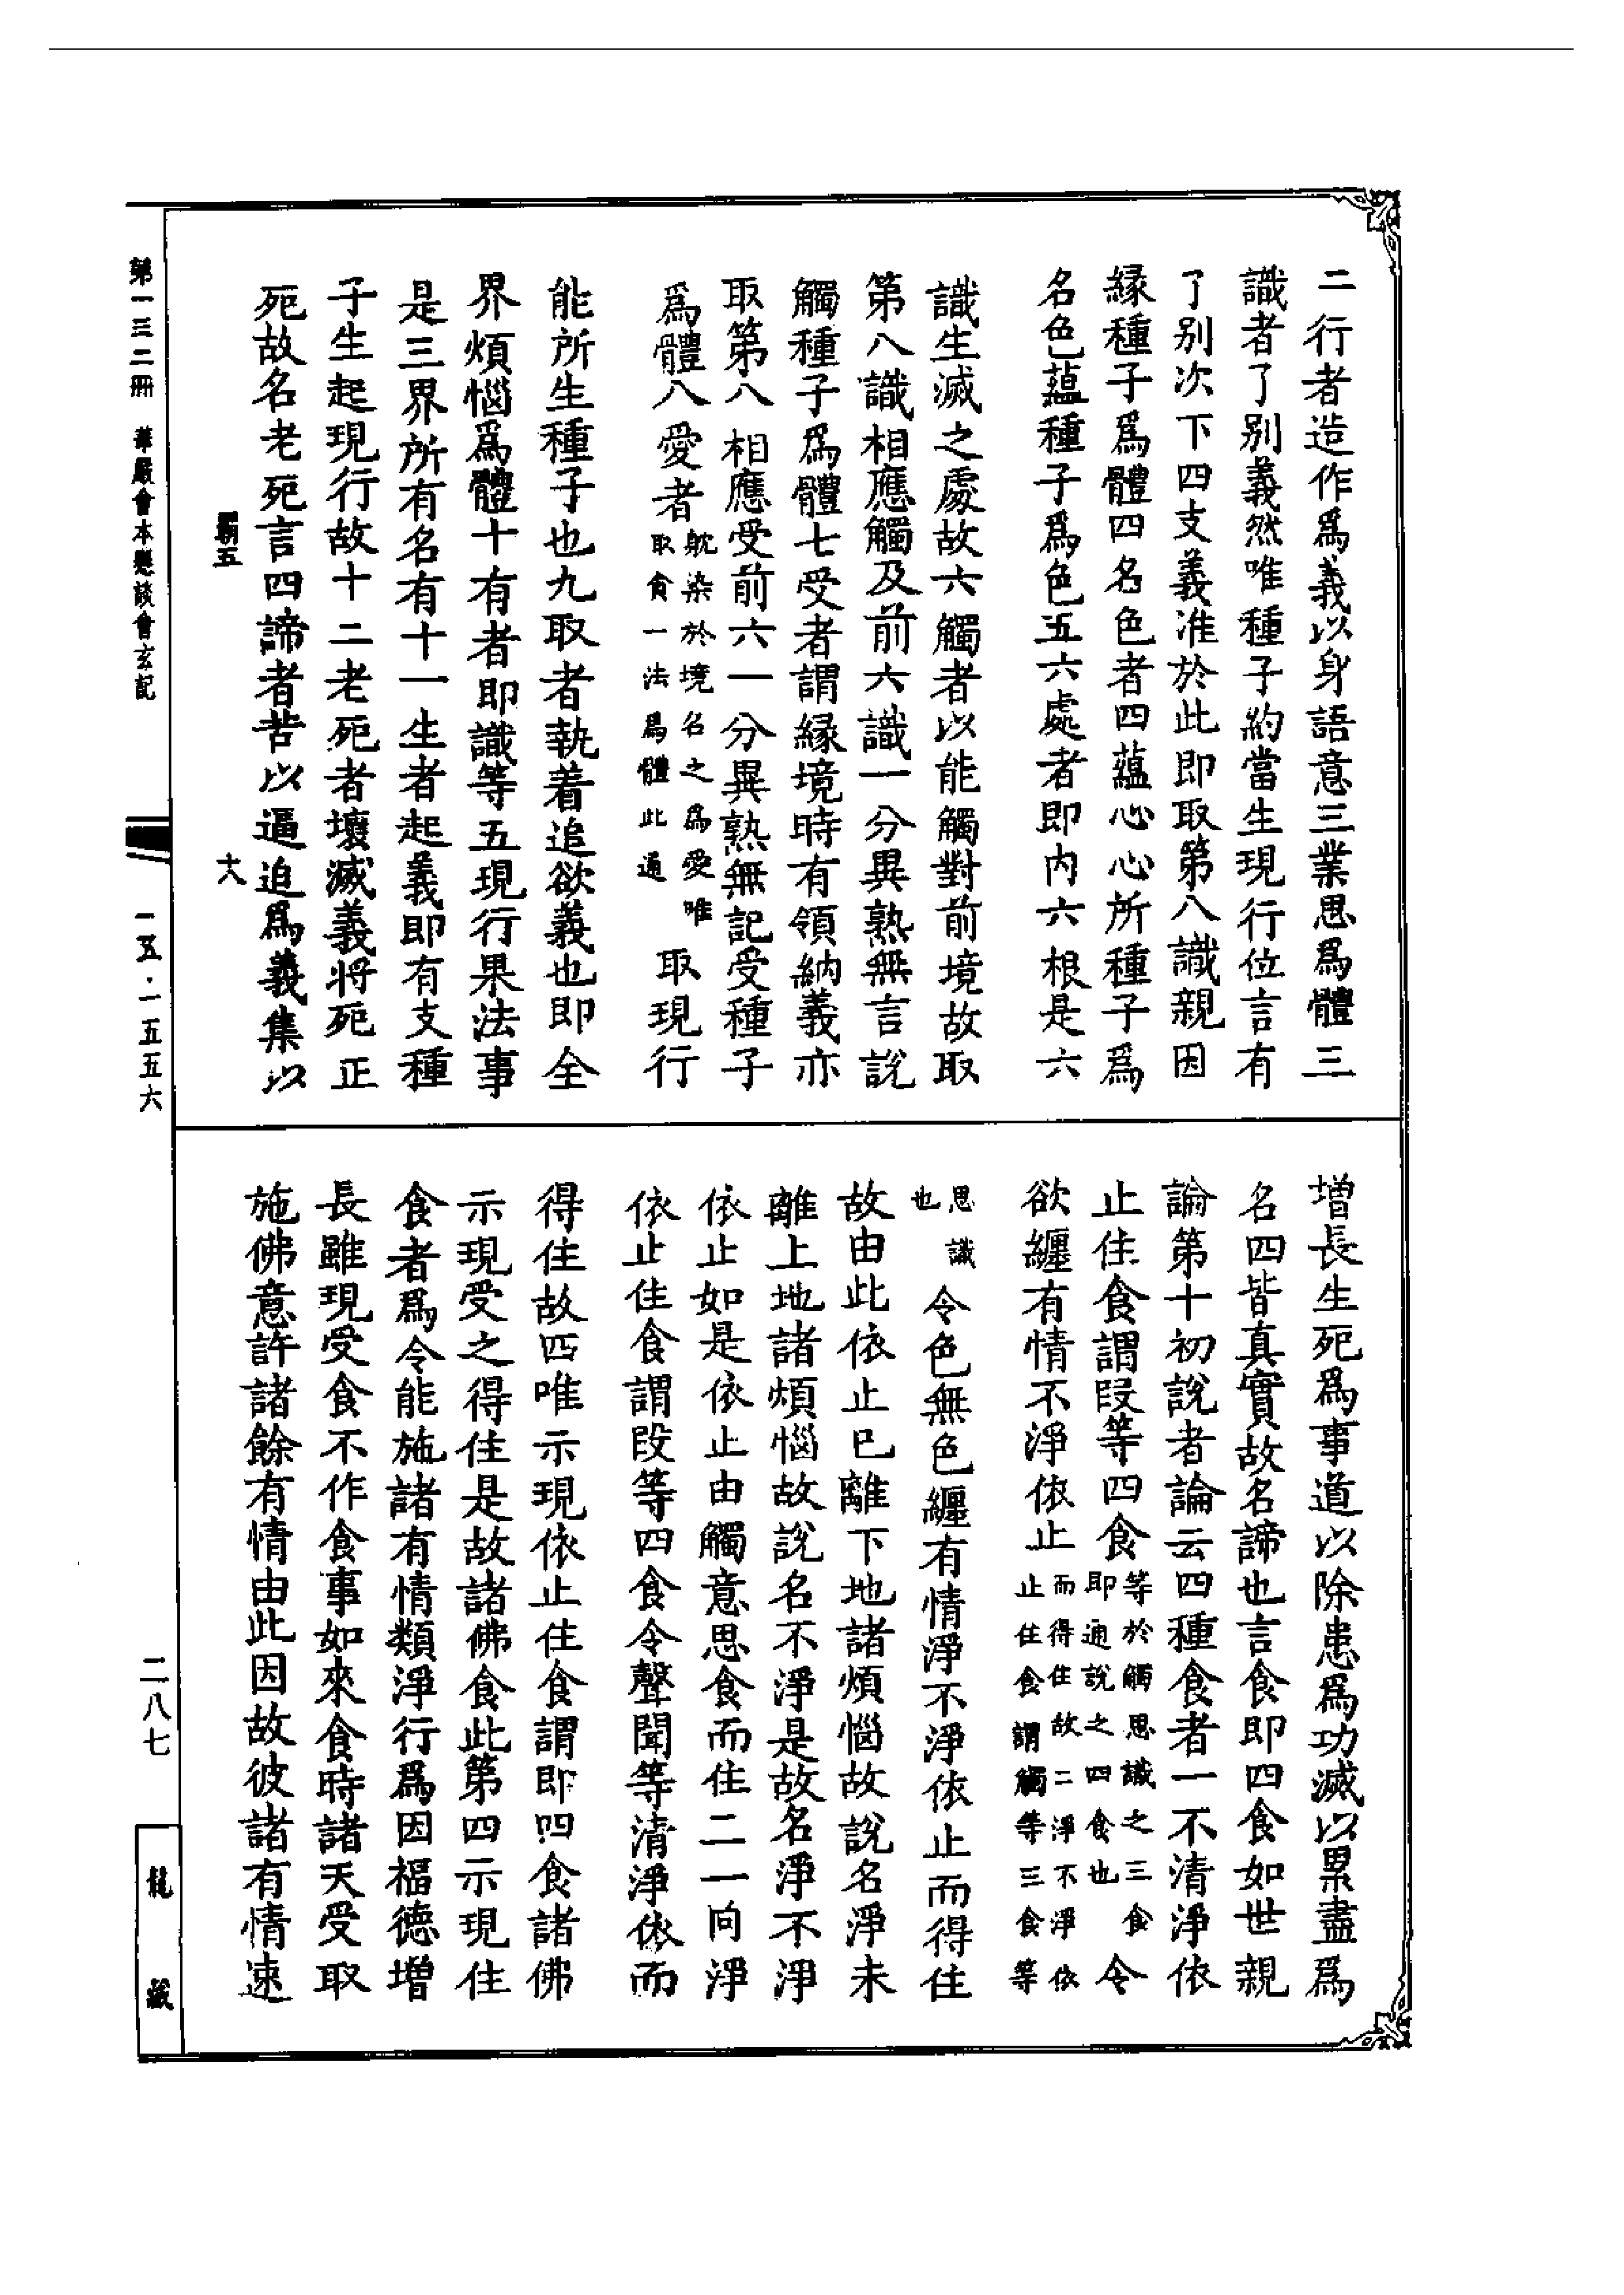 二行者造作爲義以身語意三業思爲體三
識者了别義然唯種子約當生現行位言有
了别次下四支義准於此即取第八識親因
緣種子爲體四名色者四蘊心心所種子爲
名色蘊種子爲色五六處者即内六根是六
識生滅之處故六觸者以能觸對前境故取
第八識相應觸及前六識一分異熟無言說
觸種子爲體七受者謂緣境時有領納義亦
取第八相應受前六一分異熟無記受種子
爲體八愛者
躭染於境名之爲愛唯
取食一法爲體此通
取現行
能所生種子也九取者執着追欲義也即全
界煩惱爲體十有者即識等五現行果法事
是三界所有名有十一生者起義即有支種
子生起現行故十二老死者壞滅義將死正
死故名老死言四諦者苦以逼迫爲義集以
增長生死爲事道以除患爲功滅以累盡爲
名四皆真實故名諦也言食即四食如世親
論第十初說者論云四種食者一不清淨依
止住食謂段等四食
等於觸思識之三食
即通說之四食也
令
欲纏有情不淨依止
而得住故二淨不淨依
止住食謂觸等三食等
思識
也
令色無色纏有情淨不淨依止而得住
故由此依止已離下地諸煩惱故說名淨未
離上地諸煩惱故說名不淨是故名淨不淨
依止如是依止由觸意思食而住二一向淨
依止住食謂段等四食令聲聞等清淨依而
得住故四唯示現依止住食謂即四食諸佛
示現受之得住是故諸佛食此第四示現住
食者爲令能施諸有情類淨行爲因福德增
長雖現受食不作食事如來食時諸天受取
施佛意許諸餘有情由此因故彼諸有情速
第一三二冊 華嚴會本懸談會玄記
霸五
十八
一五·一五五六
二八七
龍藏